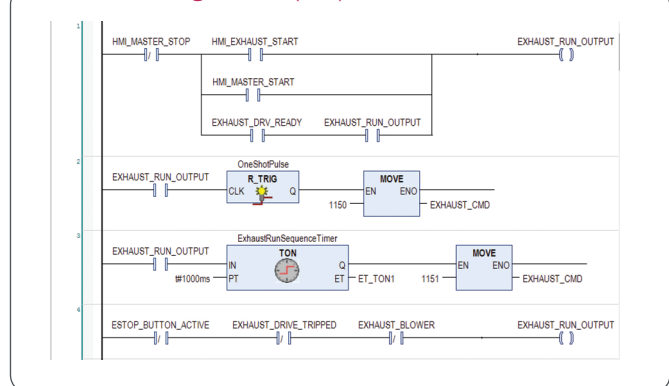 1
HMI_MASTER_STOP HMI_EXHAUST_START EXHAUST_RUN_OUTPUT
HMI_MASTER_START
EXHAUST_DRV_READY EXHAUST_RUN_OUTPUT
2
OneShotPulse
EXHAUST_RUN_OUTPUT R_TRIG MOVE
CLK Q EN ENO
1150 EXHAUST_CMD
3
ExhaustRunSequenceTimer
EXHAUST_RUN_OUTPUT TON MOVE
IN Q EN ENO
t#1000ms PT ET ET_TON1 1151 EXHAUST_CMD
4
ESTOP_BUTTON_ACTIVE EXHAUST_DRIVE_TRIPPED EXHAUST_BLOWER EXHAUST_RUN_OUTPUT